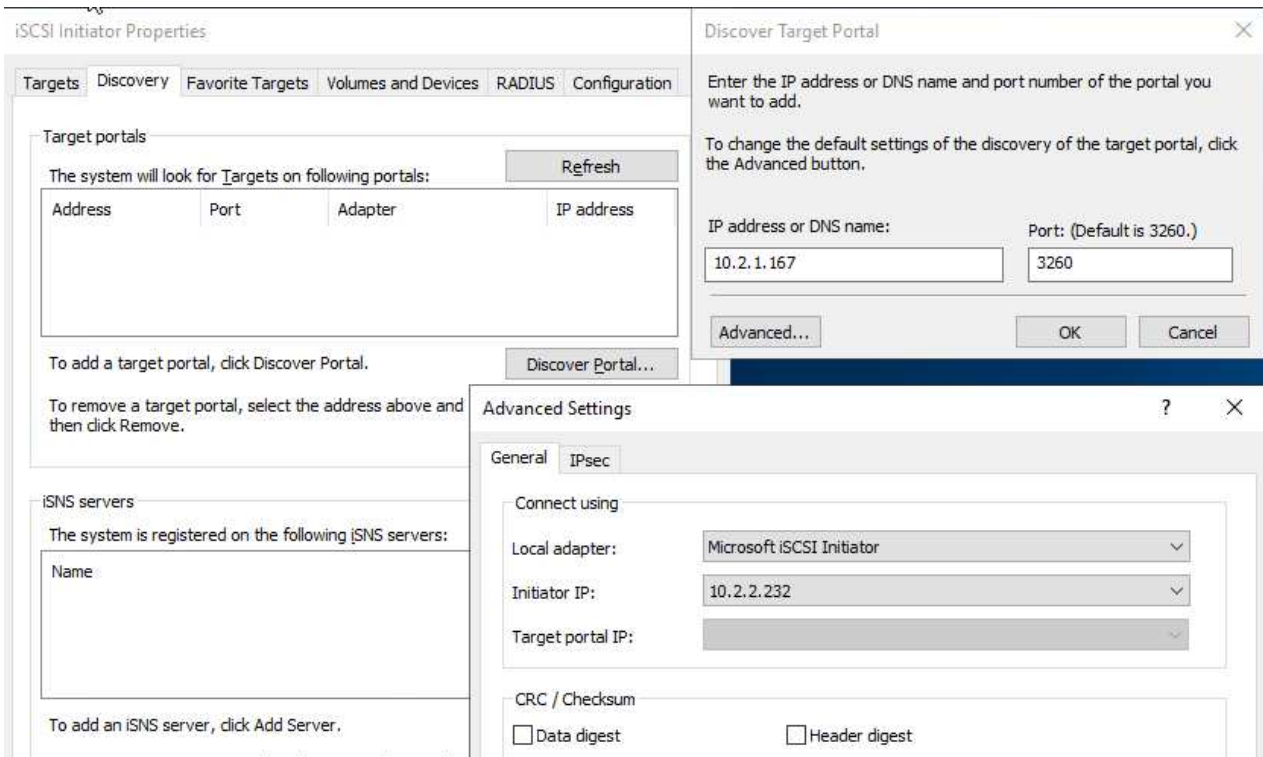 iSCSI Initiator Properties
Targets Discovery Favorite Targets Volumes and Devices RADIUS Configuration
Target portals
The system will look for Targets on following portals:
Refresh
Address Port Adapter IP address
To add a target portal, click Discover Portal.
Discover Portal...
To remove a target portal, select the address above and
then click Remove.
iSNS servers
The system is registered on the following iSNS servers:
Name
To add an iSNS server, click Add Server.
Discover Target Portal
Enter the IP address or DNS name and port number of the portal you
want to add.
To change the default settings of the discovery of the target portal, click
the Advanced button.
IP address or DNS name: Port: (Default is 3260.)
10.2.1.167 3260
Advanced... OK Cancel
Advanced Settings ?
General IPsec
Connect using
Local adapter: Microsoft iSCSI Initiator
Initiator IP: 10.2.2.232
Target portal IP:
CRC / Checksum
Data digest Header digest